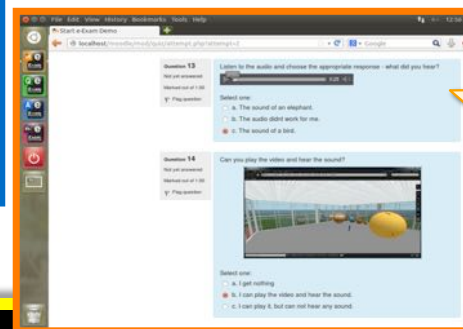 File Edit View History Bookmarks Tools Help
12:56
Start e-Exam Demo
localhost/moodle/mod/quiz/attempt.php?attempt=2
Google
Question 13
Not yet answered
Marked out of 1.00
Flag question
Listen to the audio and choose the appropriate response - what did you hear?
Select one:
a. The sound of an elephant.
b. The audio didnt work for me.
c. The sound of a bird.
Question 14
Not yet answered
Marked out of 1.00
Flag question
Can you play the video and hear the sound?
Select one:
a. I get nothing
b. I can play the video and hear the sound.
c. I can play it, but can not hear any sound.